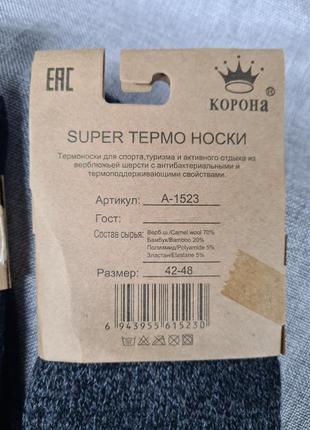 EAC
КОРОНА ®
SUPER ТЕРМО НОСКИ
Термоноски для спорта,туризма и активного отдыха из
верблюжьей шерсти с антибактериальными и
термоподдерживающими свойствами.
Артикул: A-1523
Гост:
Состав сырья: Верб.ш./Camel wool 70%
Бамбук/Bamboo 20%
Полиамид/Polyamide 5%
Эластан/Elastane 5%
Размер: 42-48
6 943955 615230